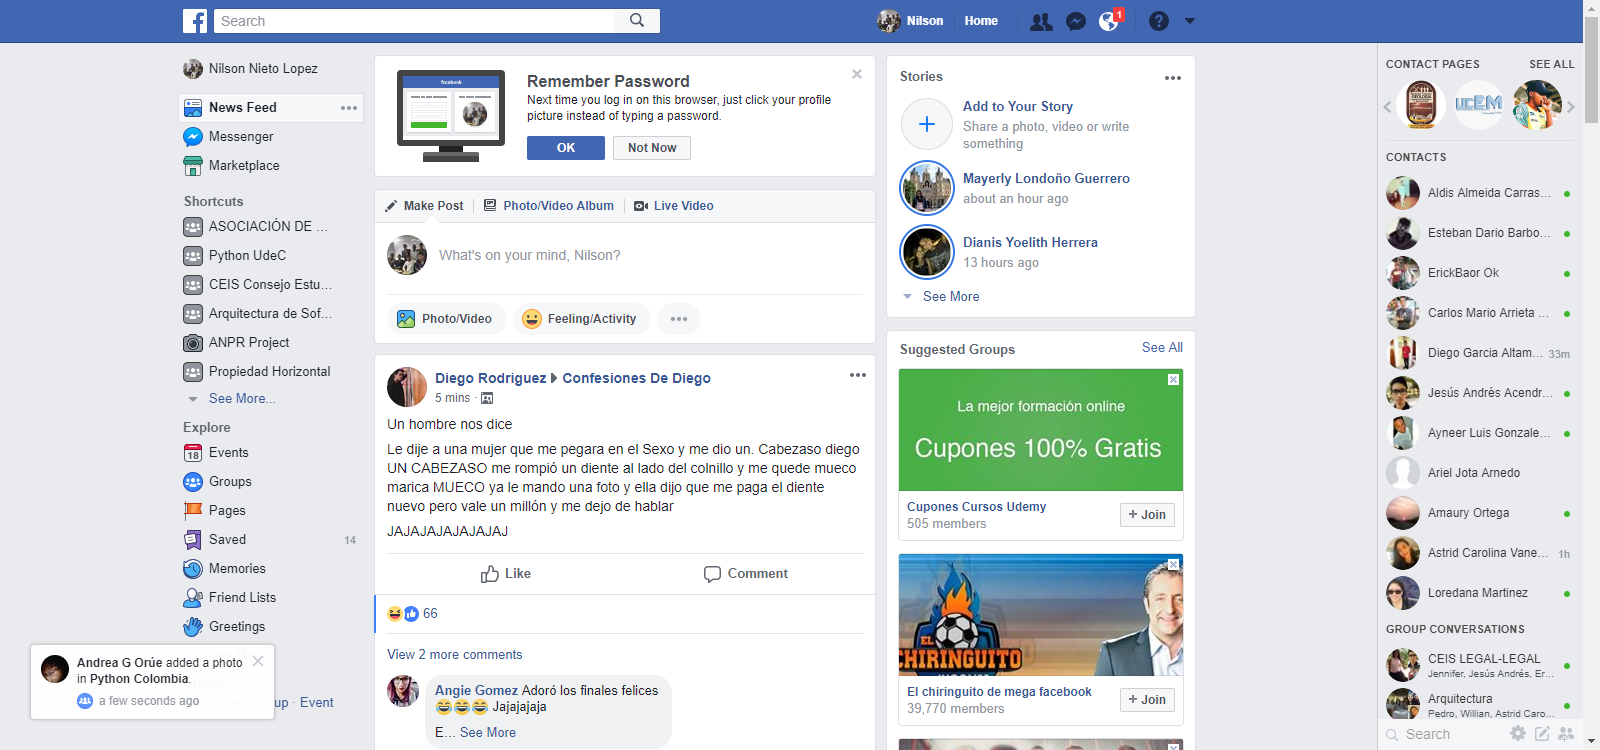 Search
Nilson
Home
1
Nilson Nieto Lopez
News Feed
Messenger
Marketplace
Shortcuts
ASOCIACIÓN DE ...
Python UdeC
CEIS Consejo Estu...
Arquitectura de Sof...
ANPR Project
Propiedad Horizontal
See More...
Explore
18 Events
Groups
Pages
Saved 14
Memories
Friend Lists
Greetings
Andrea G Orúe added a photo
in Python Colombia.
a few seconds ago
Event
facebook
Remember Password
Next time you log in on this browser, just click your profile
picture instead of typing a password.
OK
Not Now
Make Post
Photo/Video Album
Live Video
What's on your mind, Nilson?
Photo/Video
Feeling/Activity
Diego Rodriguez Confesiones De Diego
5 mins ·
Un hombre nos dice
Le dije a una mujer que me pegara en el Sexo y me dio un. Cabezaso diego
UN CABEZASO me rompió un diente al lado del colnillo y me quede mueco
marica MUECO ya le mando una foto y ella dijo que me paga el diente
nuevo pero vale un millón y me dejo de hablar
JAJAJAJAJAJAJAJ
Like
Comment
66
View 2 more comments
Angie Gomez Adoró los finales felices
Jajajajaja
E... See More
Stories
Add to Your Story
Share a photo, video or write
something
Mayerly Londoño Guerrero
about an hour ago
Dianis Yoelith Herrera
13 hours ago
See More
Suggested Groups
See All
La mejor formación online
Cupones 100% Gratis
Cupones Cursos Udemy
505 members
+ Join
EL
CHIRINGUITO
El chiringuito de mega facebook
39,770 members
+ Join
CONTACT PAGES
SEE ALL
UCEM
CONTACTS
Aldis Almeida Carras...
Esteban Dario Barbo...
ErickBaor Ok
Carlos Mario Arrieta ...
Diego Garcia Altam... 33m
Jesús Andrés Acendr...
Ayneer Luis Gonzale...
Ariel Jota Arnedo
Amaury Ortega
Astrid Carolina Vane... 1h
Loredana Martinez
GROUP CONVERSATIONS
CEIS LEGAL-LEGAL
Jennifer, Jesús Andrés, Er...
Arquitectura
Pedro, Willian, Astrid Caro...
Search